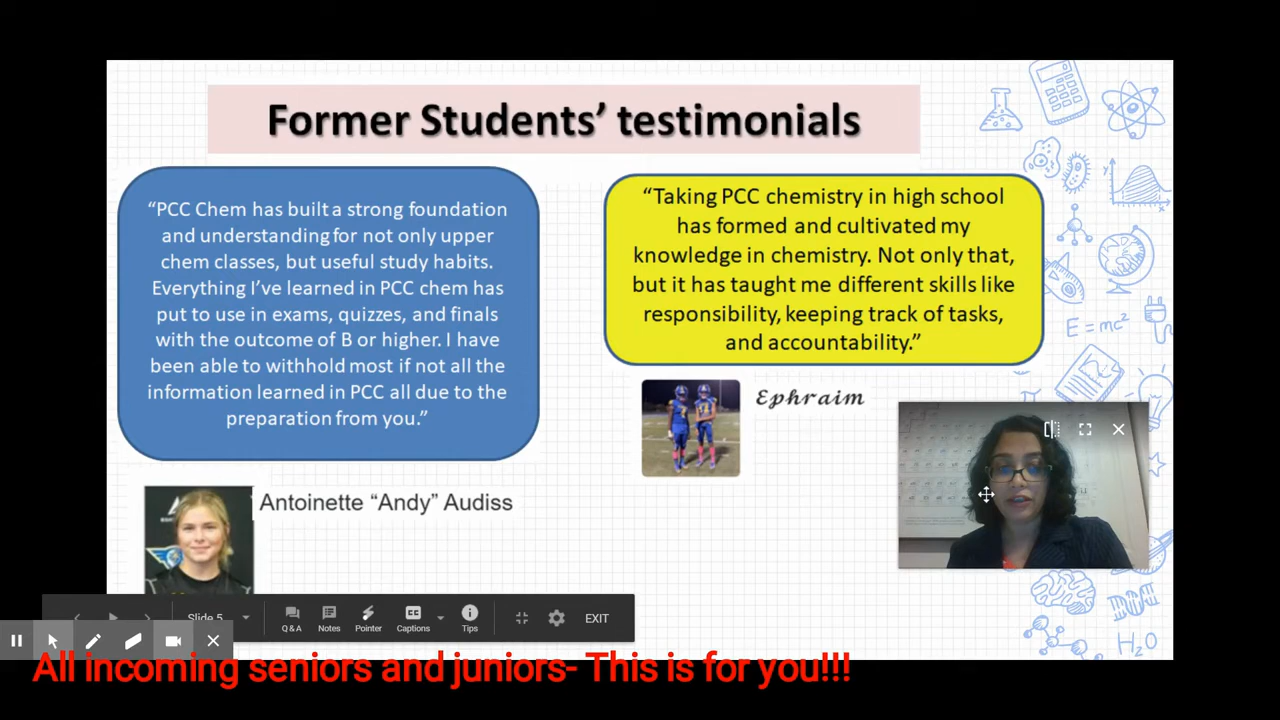 Former Students’ testimonials
“PCC Chem has built a strong foundation
and understanding for not only upper
chem classes, but useful study habits.
Everything I’ve learned in PCC chem has
put to use in exams, quizzes, and finals
with the outcome of B or higher. I have
been able to withhold most if not all the
information learned in PCC all due to the
preparation from you.”
Antoinette “Andy” Audiss
“Taking PCC chemistry in high school
has formed and cultivated my
knowledge in chemistry. Not only that,
but it has taught me different skills like
responsibility, keeping track of tasks,
and accountability.”
Ephraim
E=mc²
H₂O
Slide 5
Q & A
Notes
Pointer
CC
Captions
Tips
EXIT
All incoming seniors and juniors- This is for you!!!